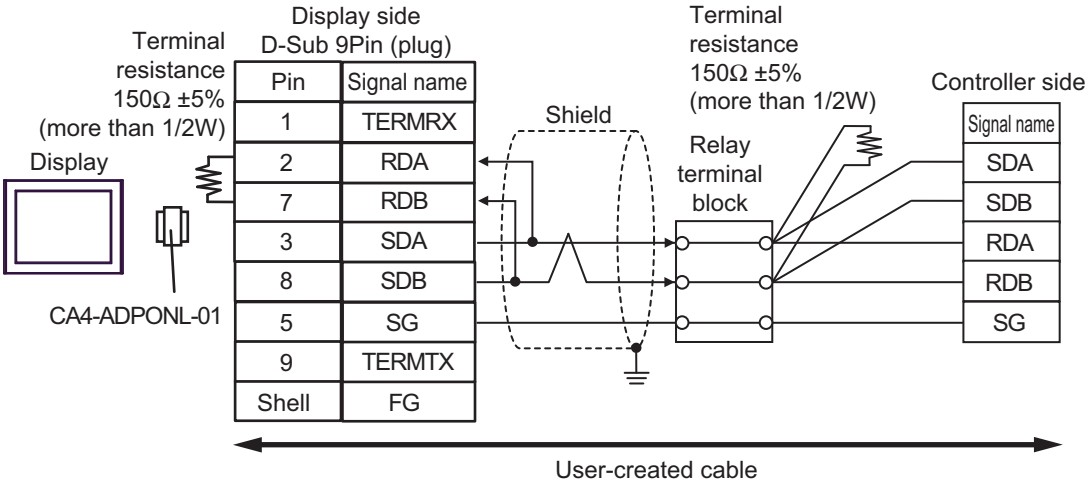 Display side
D-Sub 9Pin (plug)
Terminal
resistance
150Ω ±5%
(more than 1/2W)
Display
CA4-ADPONL-01
Pin Signal name
1 TERMRX
2 RDA
7 RDB
3 SDA
8 SDB
5 SG
9 TERMTX
Shell FG
Shield
Relay
terminal
block
Terminal
resistance
150Ω ±5%
(more than 1/2W)
Controller side
Signal name
SDA
SDB
RDA
RDB
SG
User-created cable